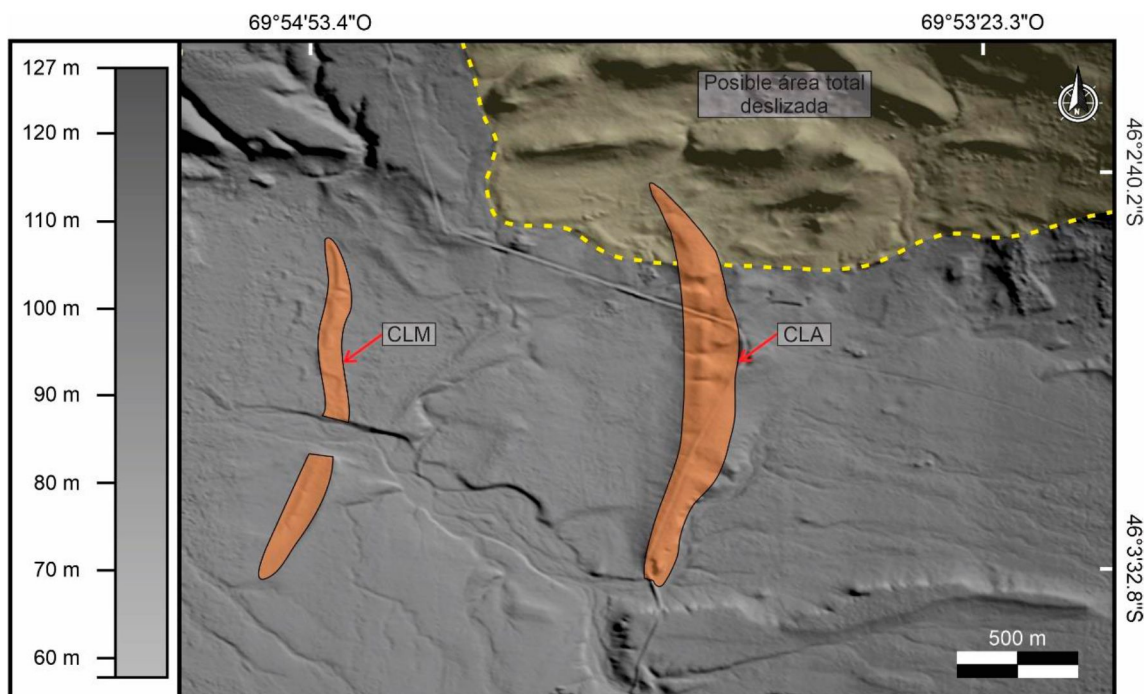 69°54'53.4"O
69°53'23.3"O
127 m
120 m
110 m
100 m
90 m
80 m
70 m
60 m
Posible área total
deslizada
N
46°2'40.2"S
CLM
CLA
46°3'32.8"S
500 m